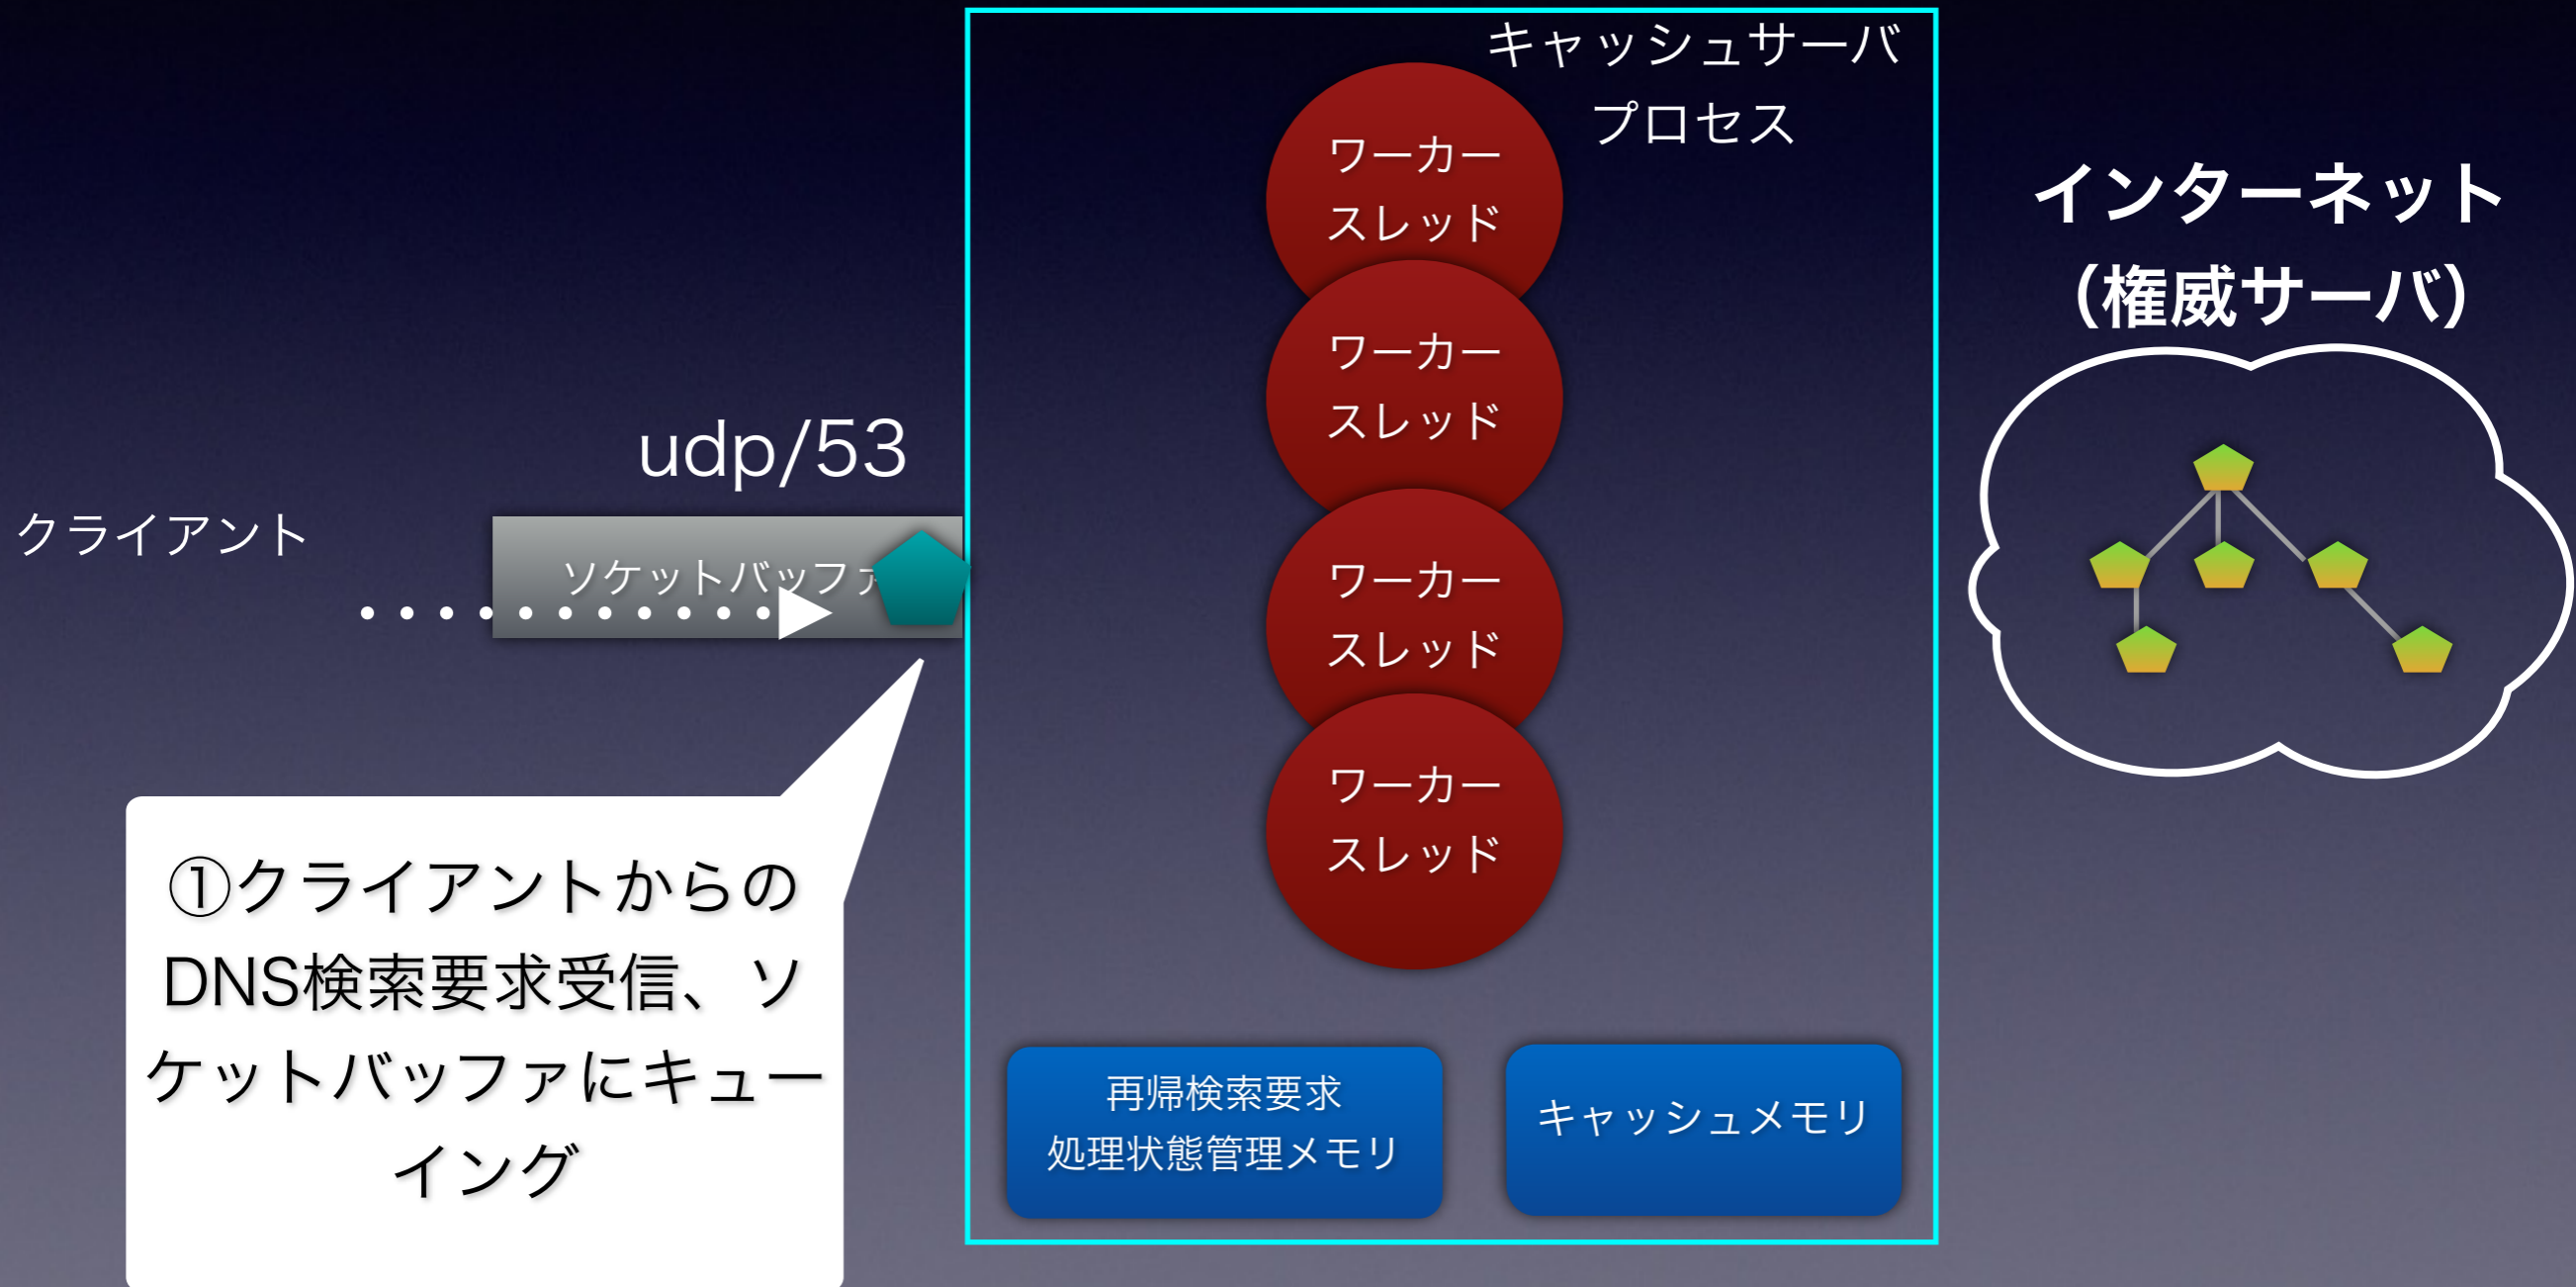 キャッシュサーバ
プロセス
ワーカー
スレッド
ワーカー
スレッド
ワーカー
スレッド
ワーカー
スレッド
インターネット
（権威サーバ）
udp/53
クライアント
ソケットバッファ
①クライアントからの
DNS検索要求受信、ソ
ケットバッファにキュー
イング
再帰検索要求
処理状態管理メモリ
キャッシュメモリ